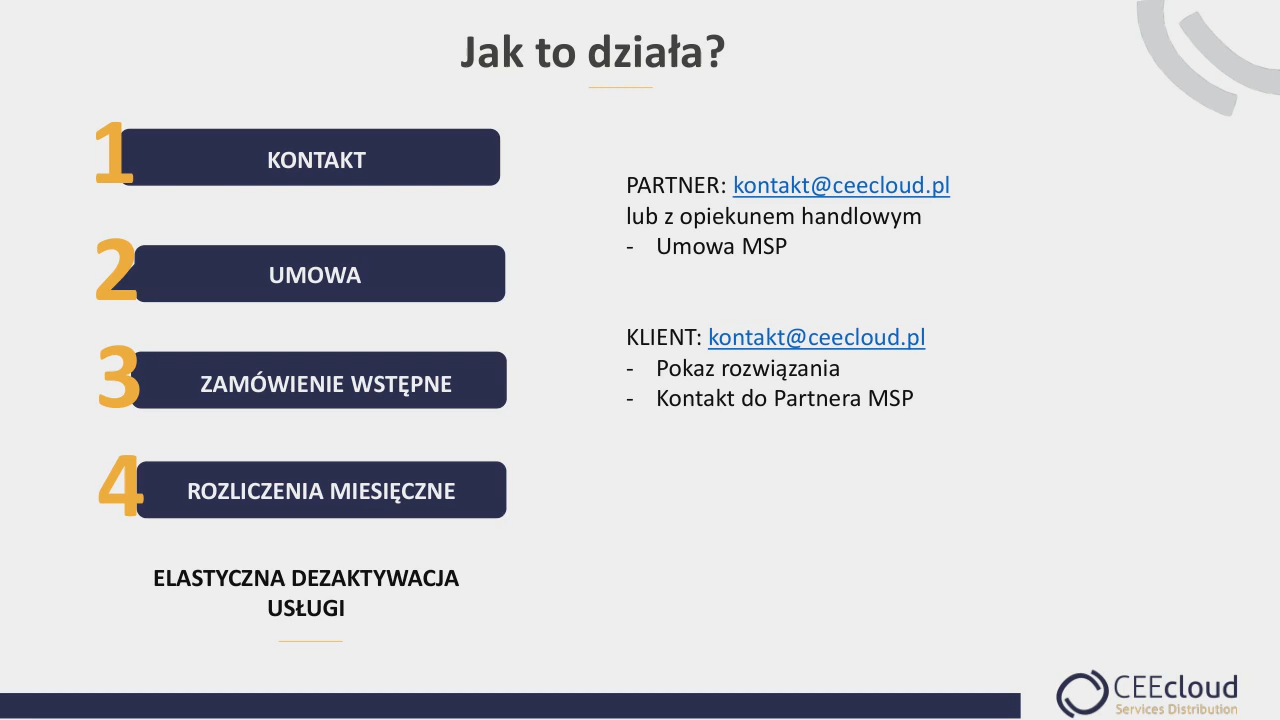 Jak to działa?
1
KONTAKT
2
UMOWA
3
ZAMÓWIENIE WSTĘPNE
4
ROZLICZENIA MIESIĘCZNE
ELASTYCZNA DEZAKTYWACJA
USŁUGI
PARTNER: kontakt@ceecloud.pl
lub z opiekunem handlowym
- Umowa MSP
KLIENT: kontakt@ceecloud.pl
- Pokaz rozwiązania
- Kontakt do Partnera MSP
CEEcloud
Services Distribution